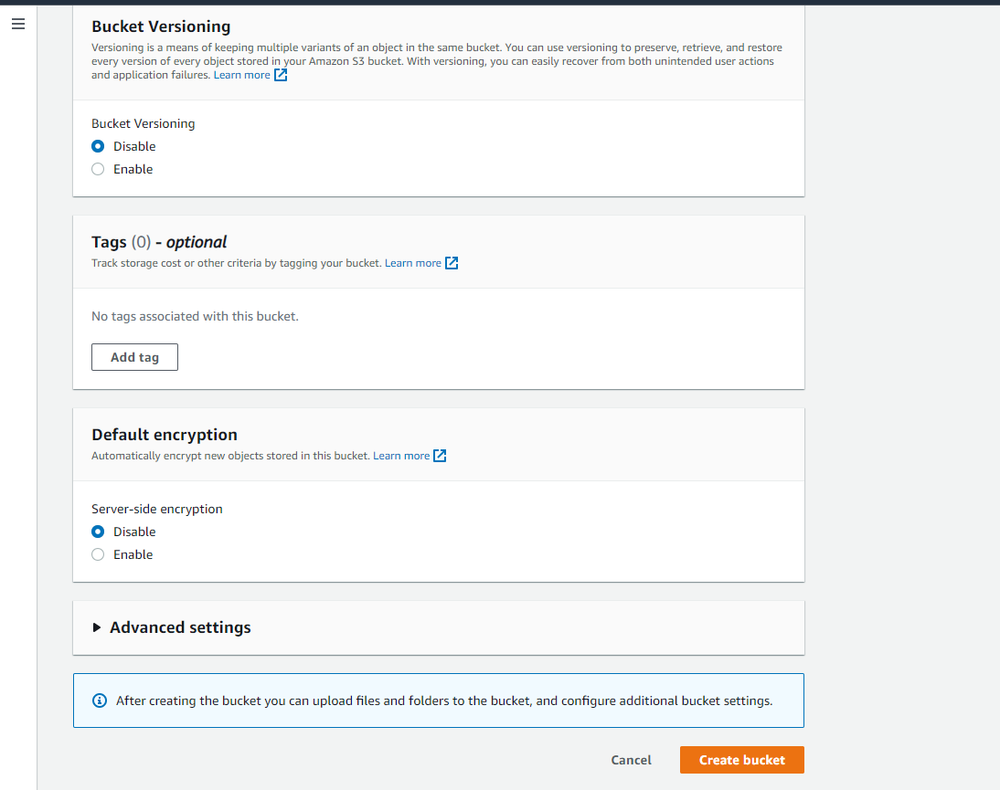 Bucket Versioning
Versioning is a means of keeping multiple variants of an object in the same bucket. You can use versioning to preserve, retrieve, and restore
every version of every object stored in your Amazon S3 bucket. With versioning, you can easily recover from both unintended user actions
and application failures. Learn more
Bucket Versioning
Disable
Enable
Tags (0) - optional
Track storage cost or other criteria by tagging your bucket. Learn more
No tags associated with this bucket.
Add tag
Default encryption
Automatically encrypt new objects stored in this bucket. Learn more
Server-side encryption
Disable
Enable
Advanced settings
After creating the bucket you can upload files and folders to the bucket, and configure additional bucket settings.
Cancel Create bucket